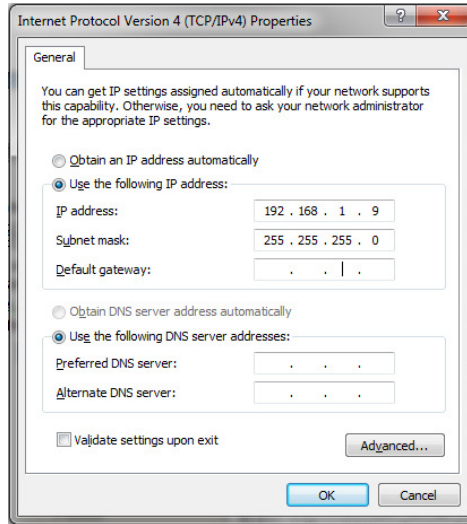 Internet Protocol Version 4 (TCP/IPv4) Properties
General
You can get IP settings assigned automatically if your network supports
this capability. Otherwise, you need to ask your network administrator
for the appropriate IP settings.
Obtain an IP address automatically
Use the following IP address:
IP address: 192 . 168 . 1 . 9
Subnet mask: 255 . 255 . 255 . 0
Default gateway: . . .
Obtain DNS server address automatically
Use the following DNS server addresses:
Preferred DNS server: . . .
Alternate DNS server: . . .
Validate settings upon exit
Advanced...
OK Cancel